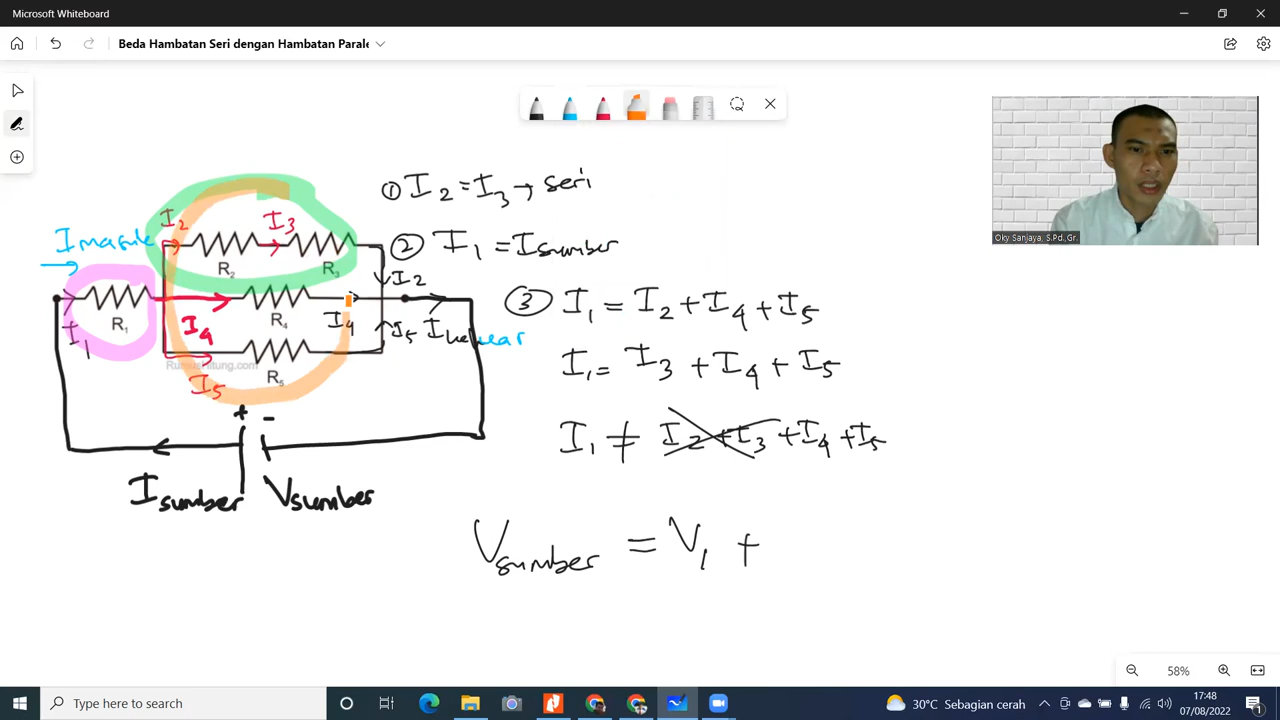 Microsoft Whiteboard
Beda Hambatan Seri dengan Hambatan Parale
Oky Sanjaya, S.Pd,Gr.
① I2 = I3 → seri
② I1 = Isumber
③ I1 = I2 + I4 + I5
I1 = I3 + I4 + I5
I1 ≠ I2 + I3 + I4 + I5
Vsumber = V1 +
Imasuk
I2 I3
R2 R3
I2
I1 R1
I4 R4 I4
I5 Ikeluar
RumusHitung.com
I5 R5
+ -
Isumber Vsumber
58%
Type here to search
30°C Sebagian cerah
17:48
07/08/2022